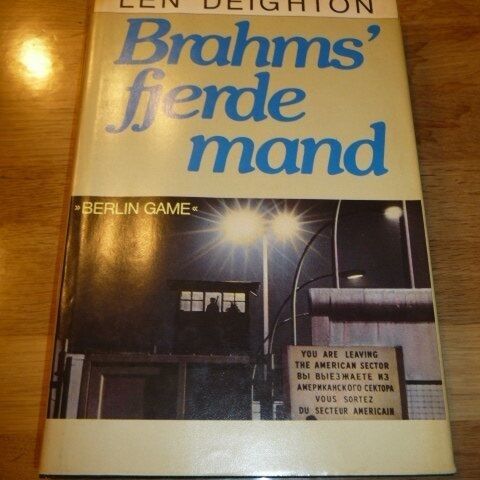 LEN DEIGHTON
Brahms'
fjerde
mand
»BERLIN GAME«
YOU ARE LEAVING
THE AMERICAN SECTOR
ВЫ ВЫЕЗЖАЕТЕ ИЗ
АМЕРИКАНСКОГО СЕКТОРА
VOUS SORTEZ
DU SECTEUR AMERICAIN